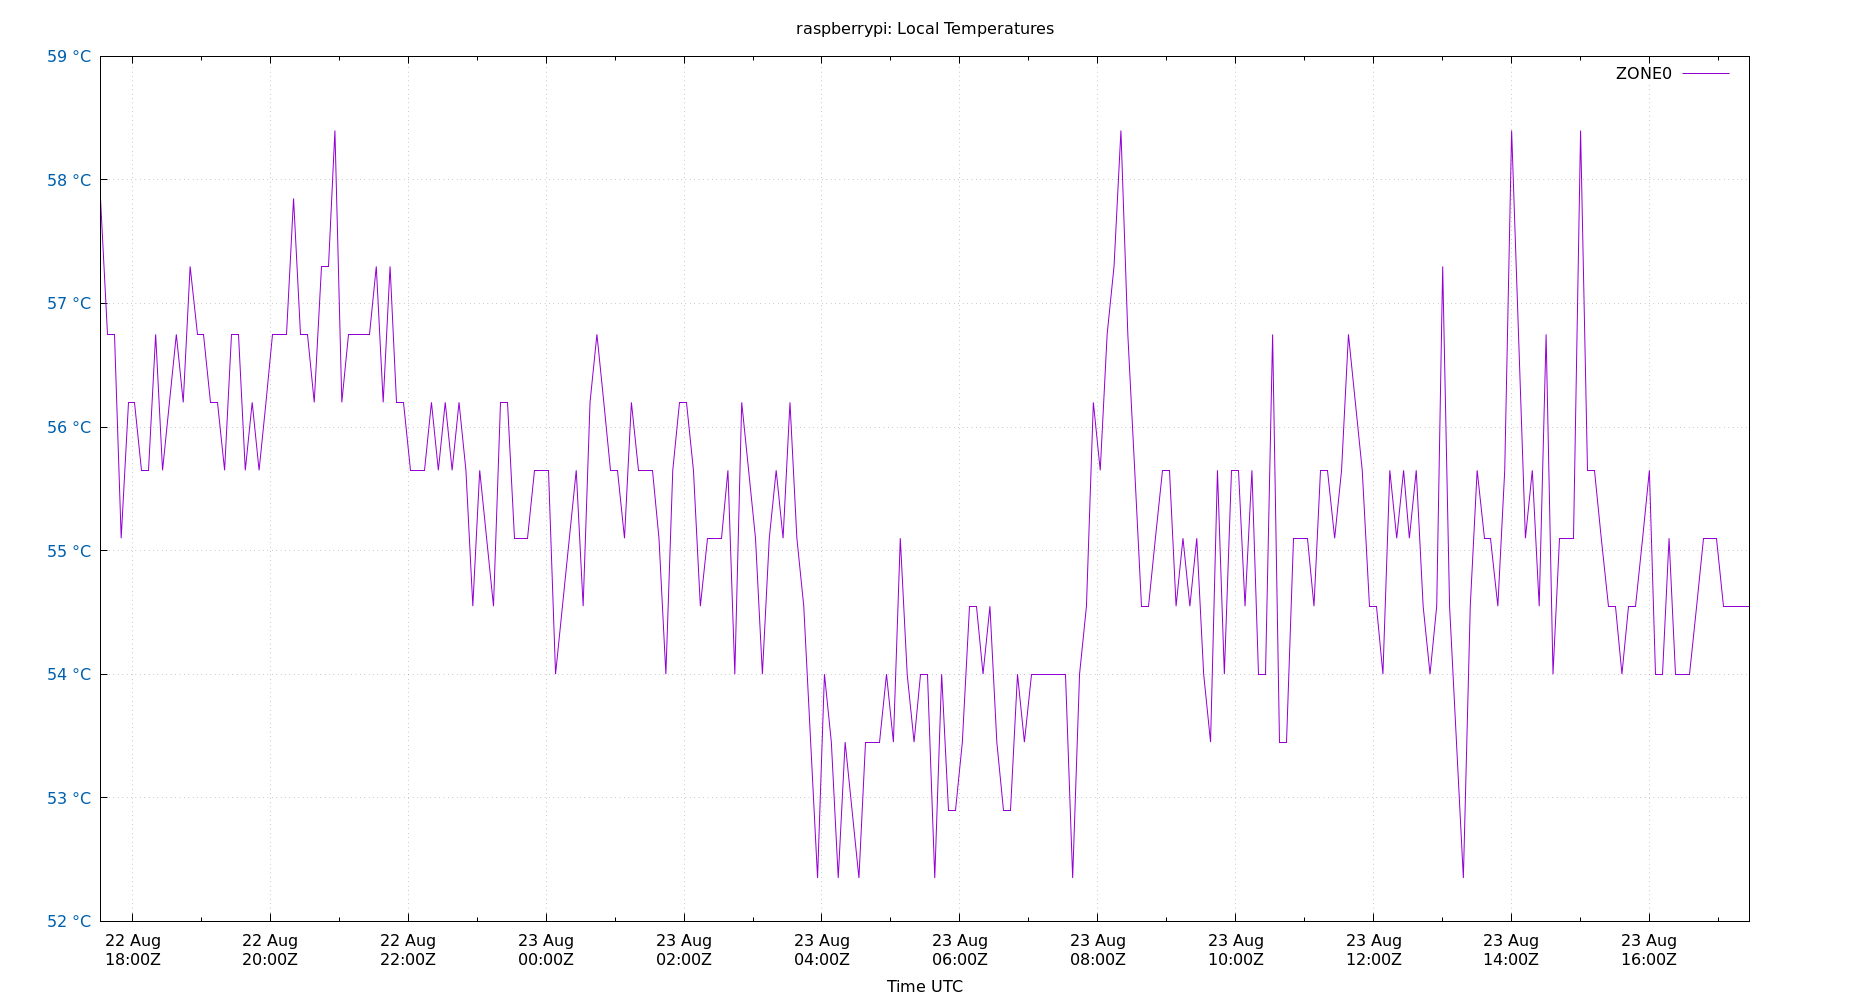 raspberrypi: Local Temperatures
59 °C
ZONE0
58 °C
57 °C
56 °C
55 °C
54 °C
53 °C
52 °C
22 Aug 22 Aug 22 Aug 23 Aug 23 Aug 23 Aug 23 Aug 23 Aug 23 Aug 23 Aug 23 Aug 23 Aug
18:00Z 20:00Z 22:00Z 00:00Z 02:00Z 04:00Z 06:00Z 08:00Z 10:00Z 12:00Z 14:00Z 16:00Z
Time UTC